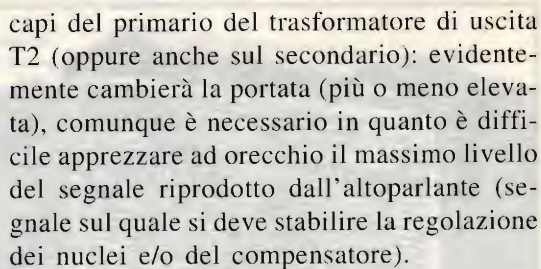 capi del primario del trasformatore di uscita
T2 (oppure anche sul secondario): evidente-
mente cambierà la portata (più o meno eleva-
ta), comunque è necessario in quanto è diffi-
cile apprezzare ad orecchio il massimo livello
del segnale riprodotto dall'altoparlante (se-
gnale sul quale si deve stabilire la regolazione
dei nuclei e/o del compensatore).